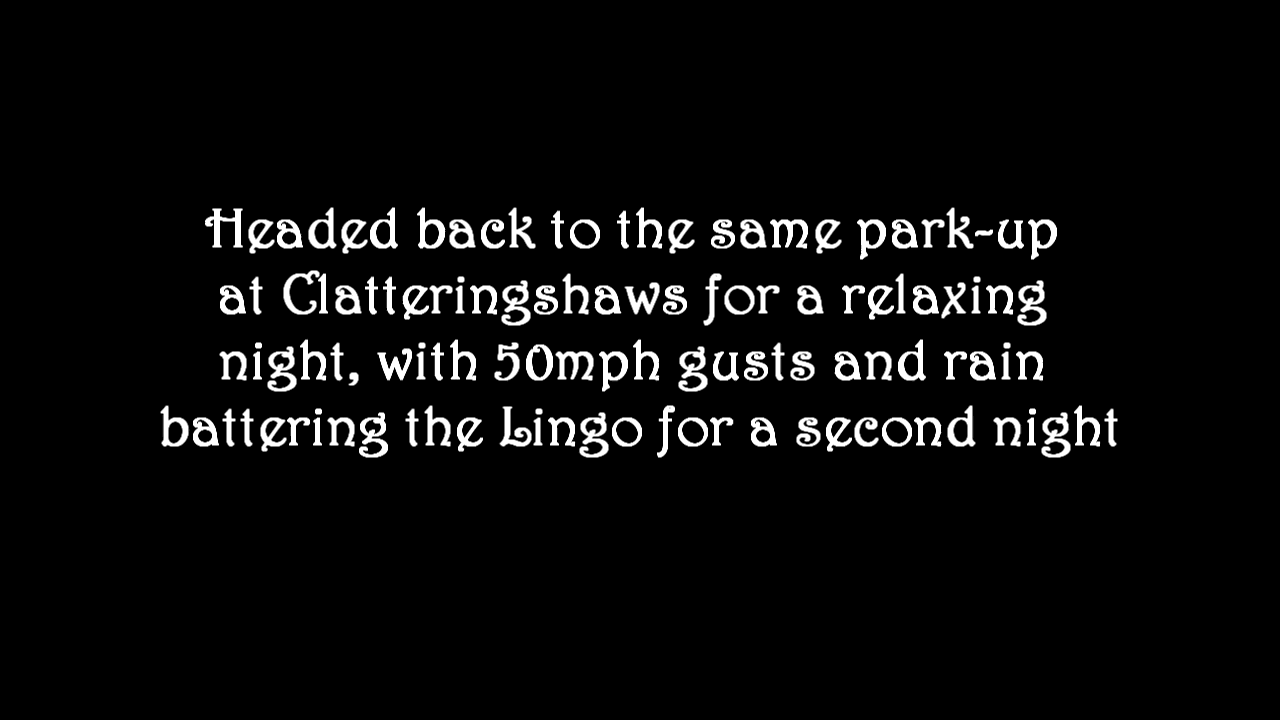 Headed back to the same park-up
at Clatteringshaws for a relaxing
night, with 50mph gusts and rain
battering the Lingo for a second night